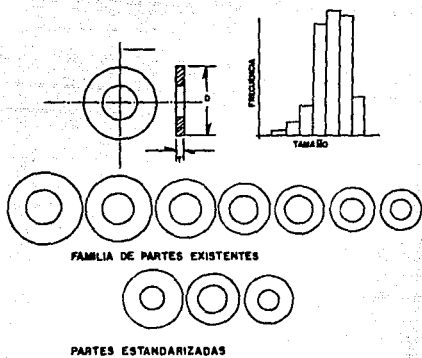 D
FRECUENCIA
TAMAÑO
FAMILIA DE PARTES EXISTENTES
PARTES ESTANDARIZADAS